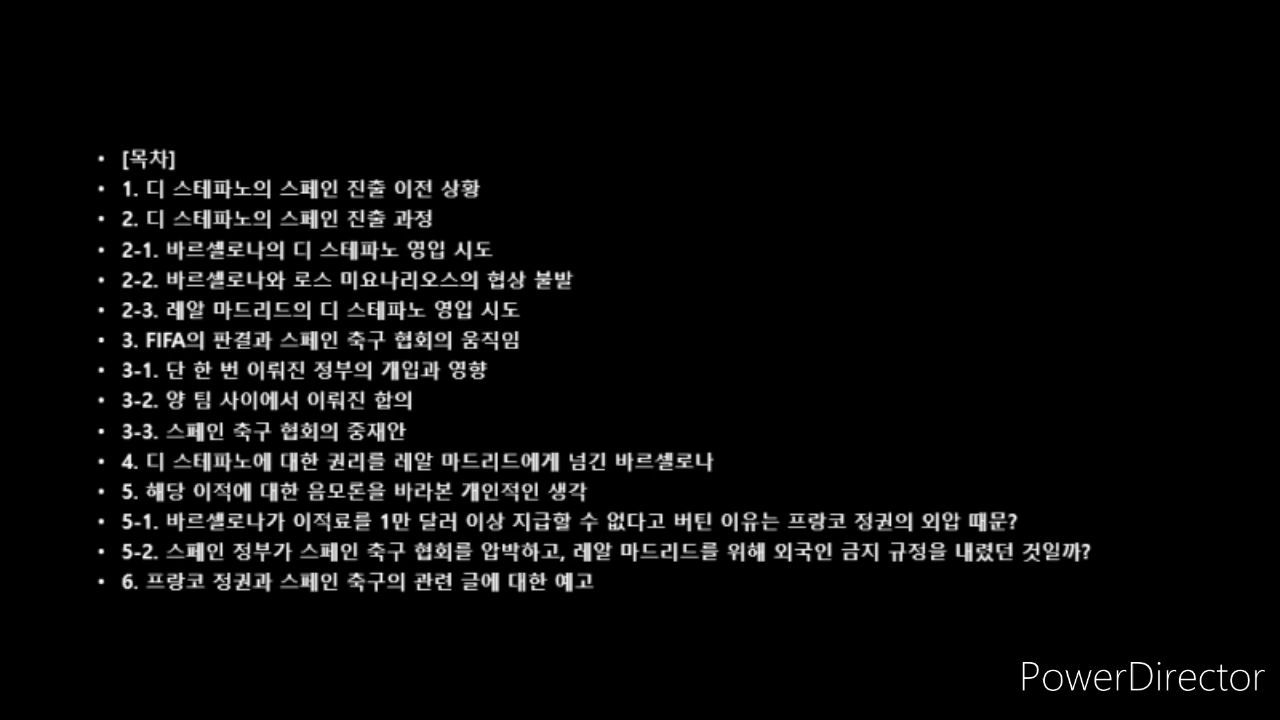 • [목차]
• 1. 디 스테파노의 스페인 진출 이전 상황
• 2. 디 스테파노의 스페인 진출 과정
• 2-1. 바르셀로나의 디 스테파노 영입 시도
• 2-2. 바르셀로나와 로스 미요나리오스의 협상 불발
• 2-3. 레알 마드리드의 디 스테파노 영입 시도
• 3. FIFA의 판결과 스페인 축구 협회의 움직임
• 3-1. 단 한 번 이뤄진 정부의 개입과 영향
• 3-2. 양 팀 사이에서 이뤄진 합의
• 3-3. 스페인 축구 협회의 중재안
• 4. 디 스테파노에 대한 권리를 레알 마드리드에게 넘긴 바르셀로나
• 5. 해당 이적에 대한 음모론을 바라본 개인적인 생각
• 5-1. 바르셀로나가 이적료를 1만 달러 이상 지급할 수 없다고 버틴 이유는 프랑코 정권의 외압 때문?
• 5-2. 스페인 정부가 스페인 축구 협회를 압박하고, 레알 마드리드를 위해 외국인 금지 규정을 내렸던 것일까?
• 6. 프랑코 정권과 스페인 축구의 관련 글에 대한 예고
PowerDirector